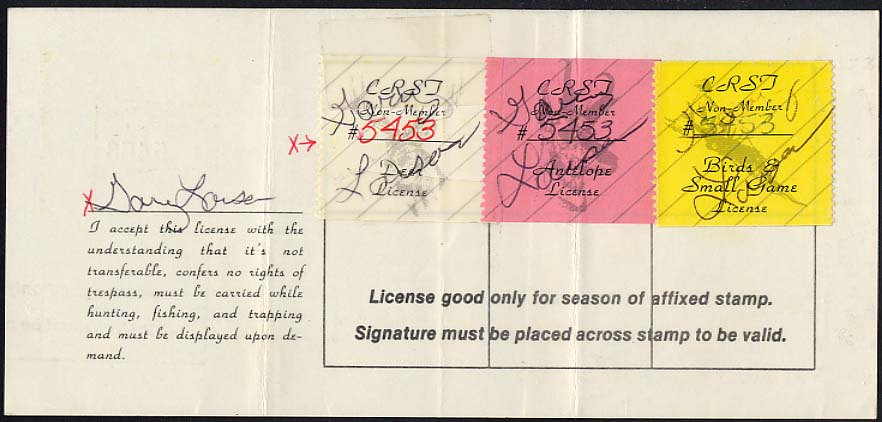 CRST
Non-Member
# 5453
Deer
License
CRST
Non-Member
# 5453
Antelope
License
CRST
Non-Member
# 5453
Birds &
Small Game
License
X→
X Gary Larsen
I accept this license with the
understanding that it's not
transferable, confers no rights of
trespass, must be carried while
hunting, fishing, and trapping
and must be displayed upon de-
mand.
License good only for season of affixed stamp.
Signature must be placed across stamp to be valid.